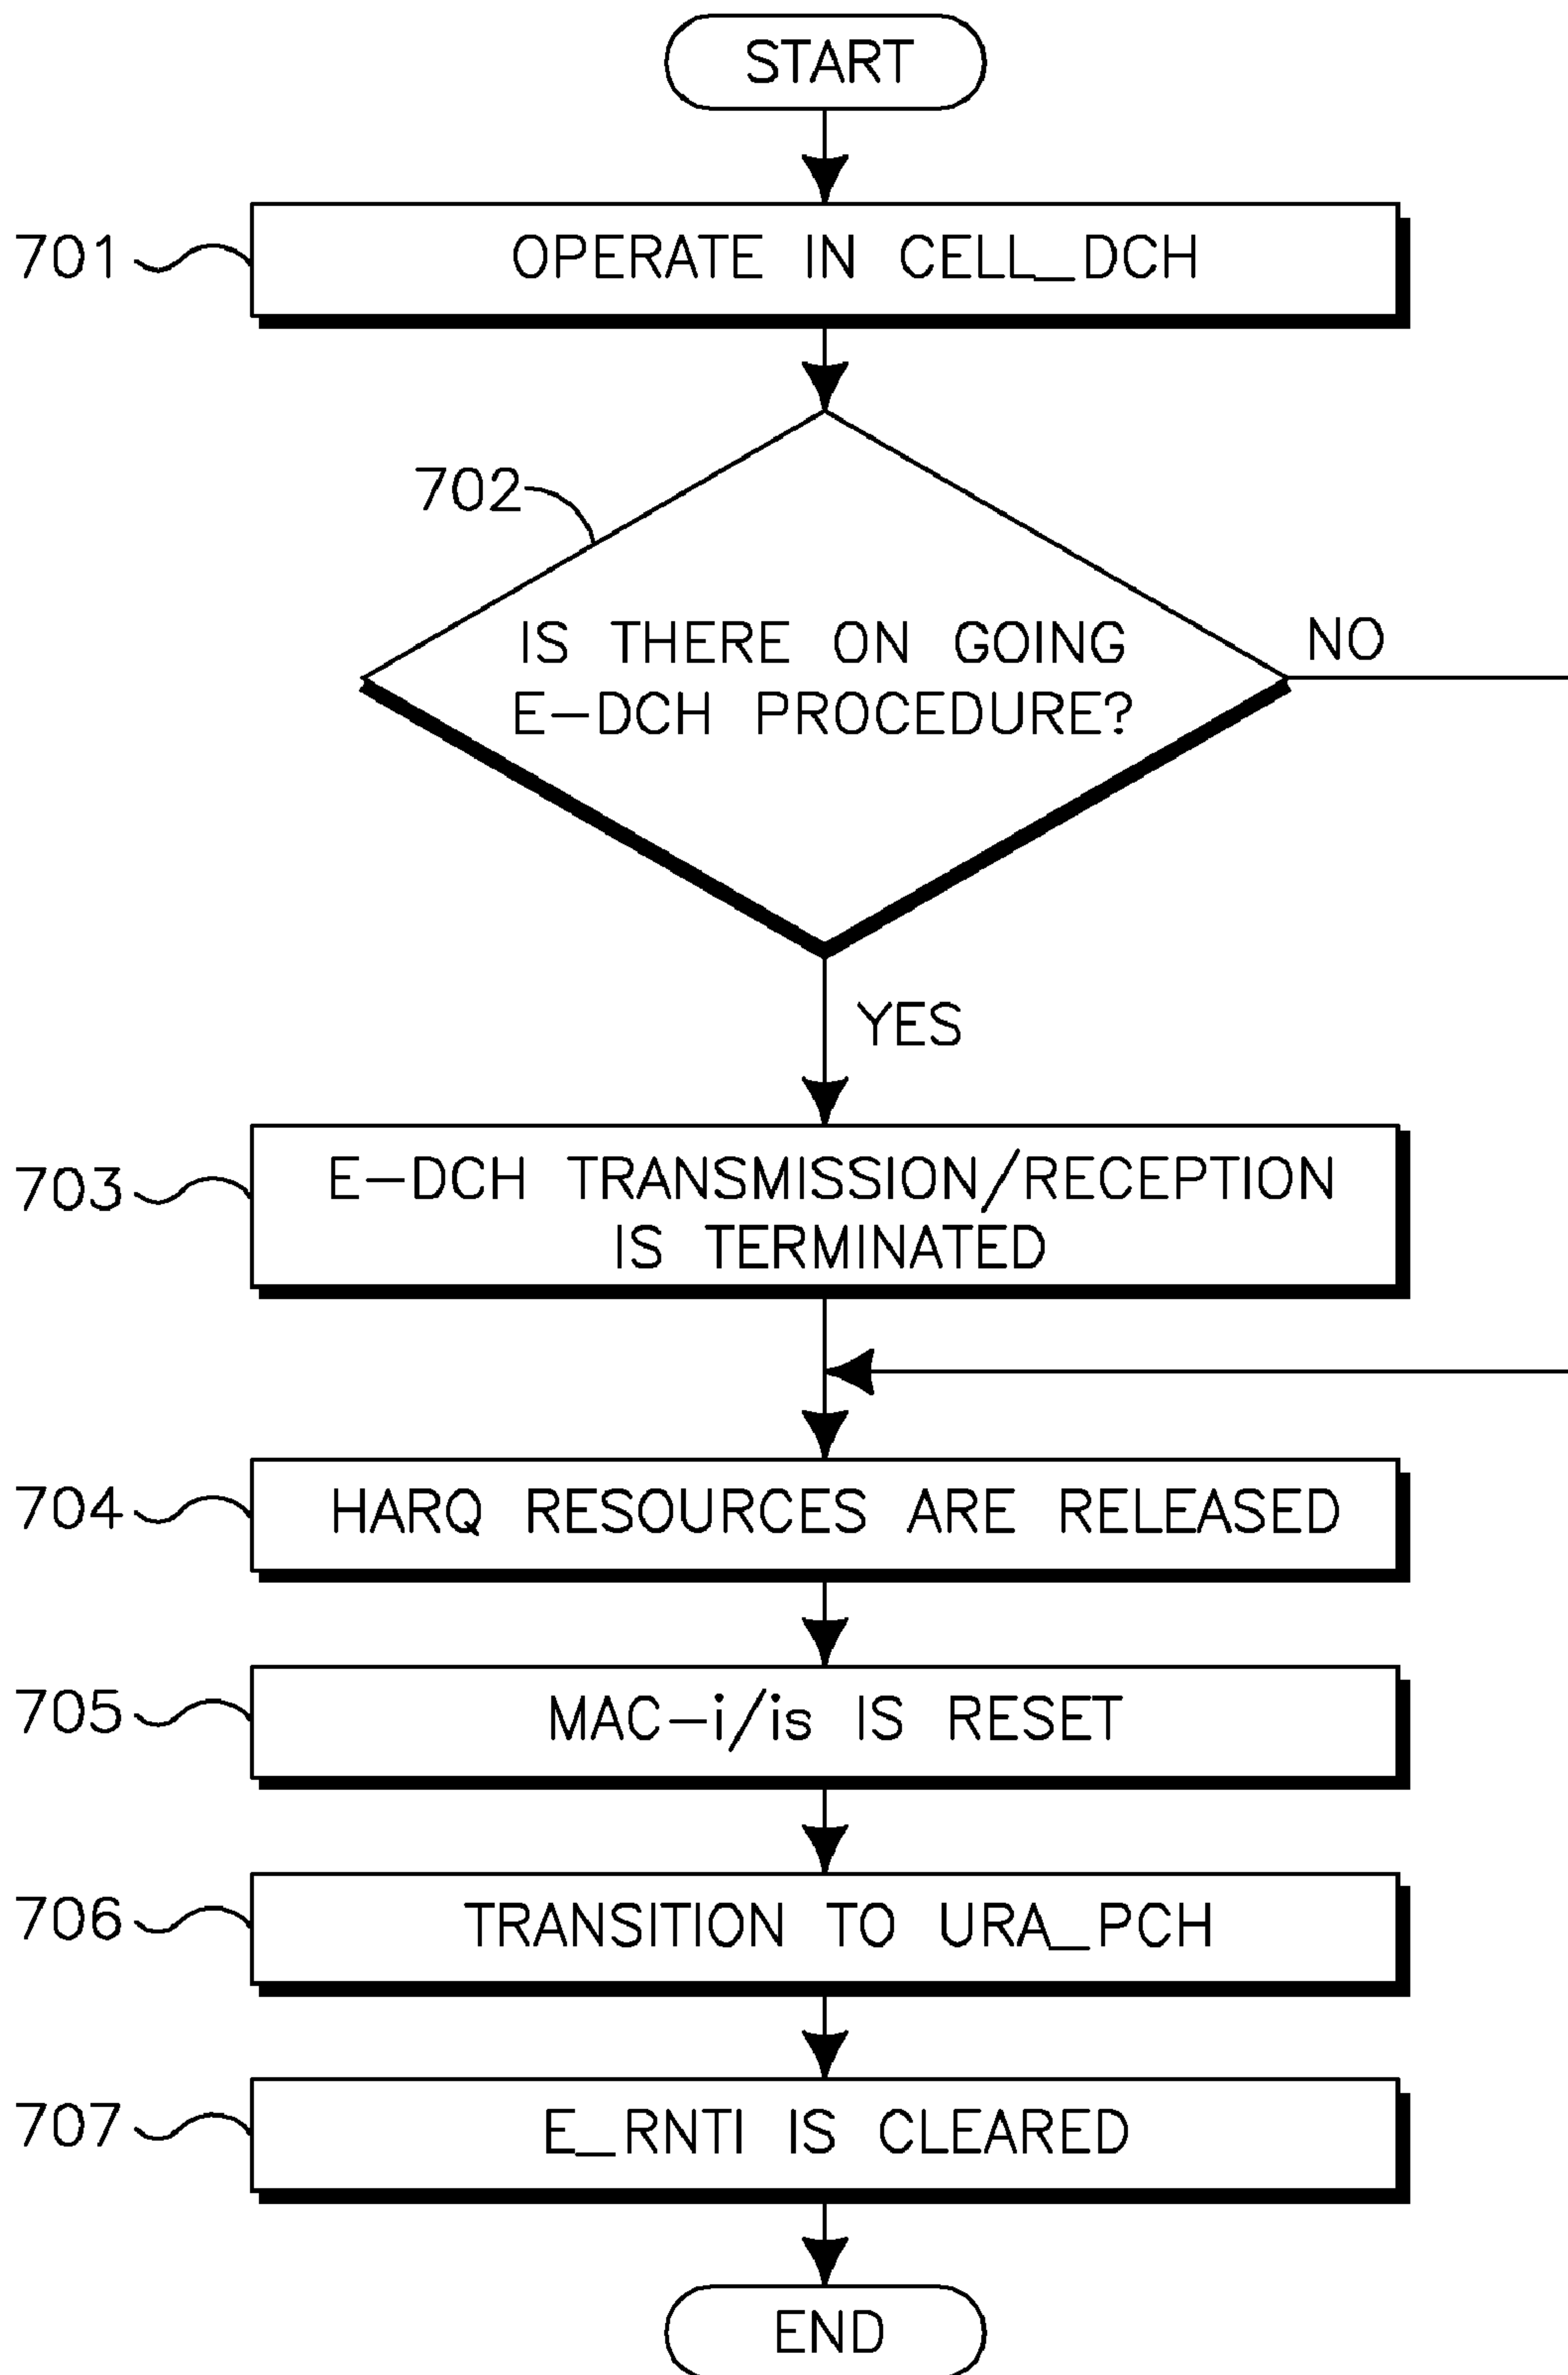 START
701
OPERATE IN CELL_DCH
702
IS THERE ON GOING
E-DCH PROCEDURE?
NO
YES
703
E-DCH TRANSMISSION/RECEPTION
IS TERMINATED
704
HARQ RESOURCES ARE RELEASED
705
MAC-i/is IS RESET
706
TRANSITION TO URA_PCH
707
E_RNTI IS CLEARED
END